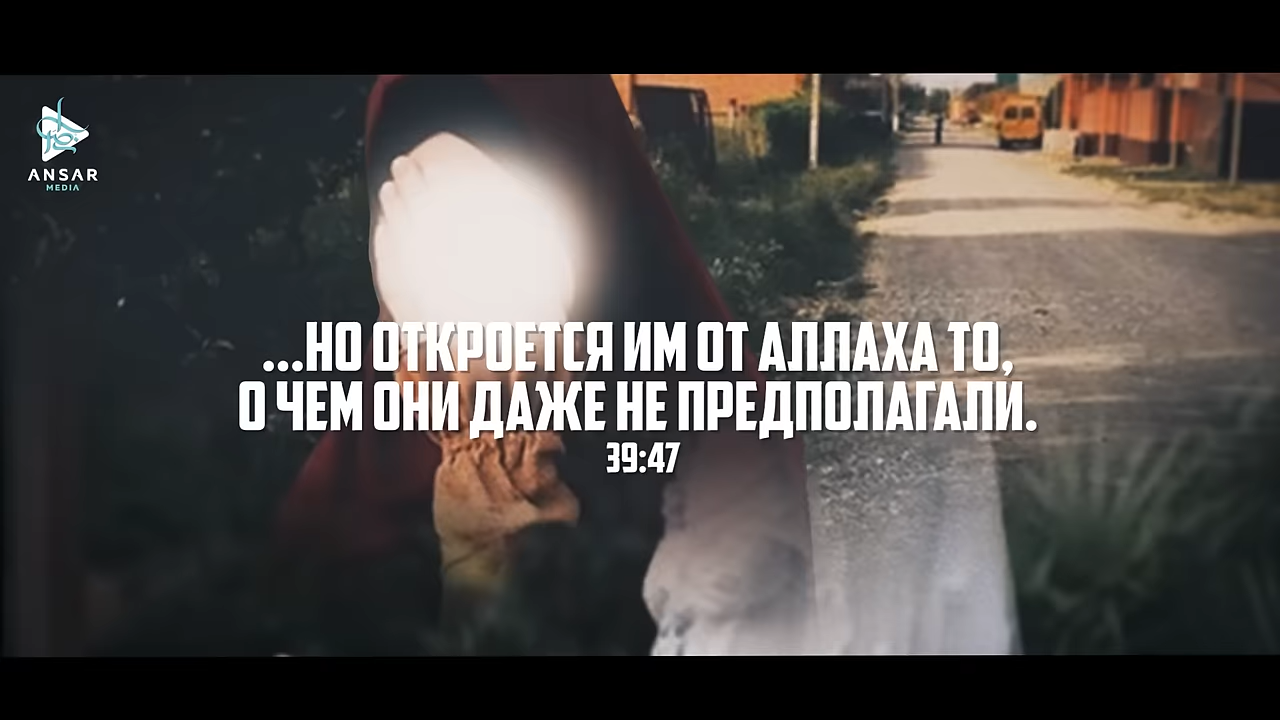 ANSAR
MEDIA
...НО ОТКРОЕТСЯ ИМ ОТ АЛЛАХА ТО,
О ЧЕМ ОНИ ДАЖЕ НЕ ПРЕДПОЛАГАЛИ.
39:47